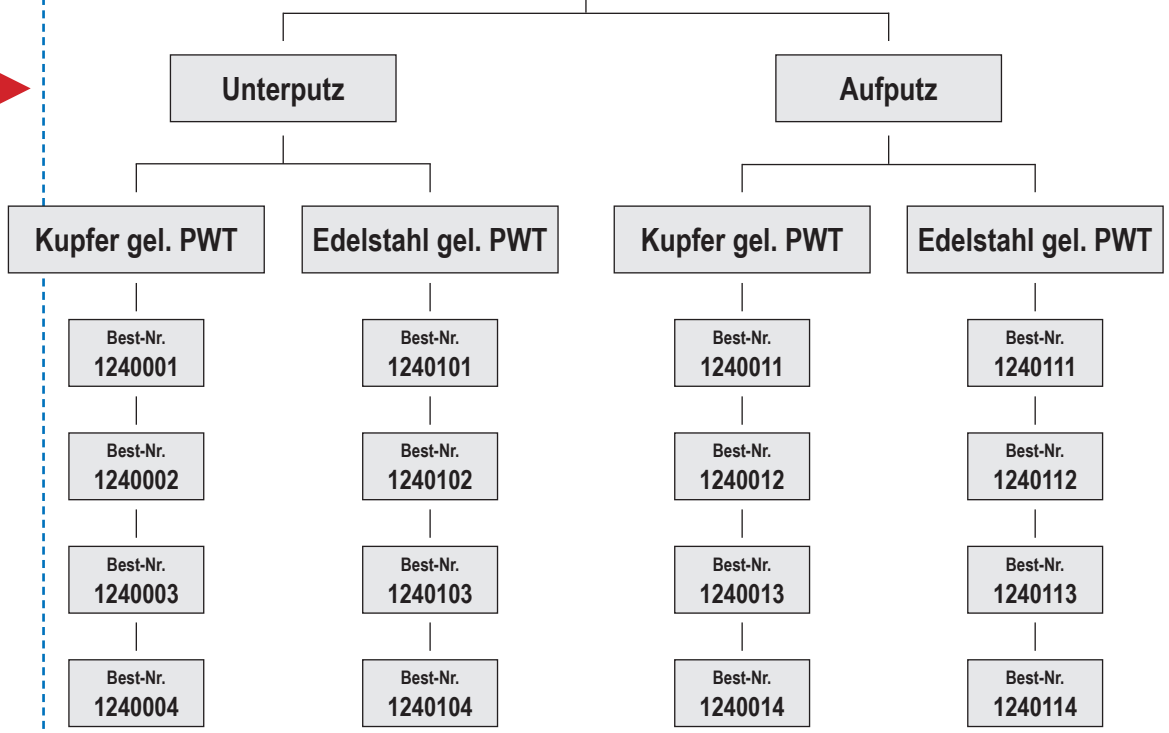 Unterputz
Aufputz
Kupfer gel. PWT
Edelstahl gel. PWT
Kupfer gel. PWT
Edelstahl gel. PWT
Best-Nr.
1240001
Best-Nr.
1240101
Best-Nr.
1240011
Best-Nr.
1240111
Best-Nr.
1240002
Best-Nr.
1240102
Best-Nr.
1240012
Best-Nr.
1240112
Best-Nr.
1240003
Best-Nr.
1240103
Best-Nr.
1240013
Best-Nr.
1240113
Best-Nr.
1240004
Best-Nr.
1240104
Best-Nr.
1240014
Best-Nr.
1240114